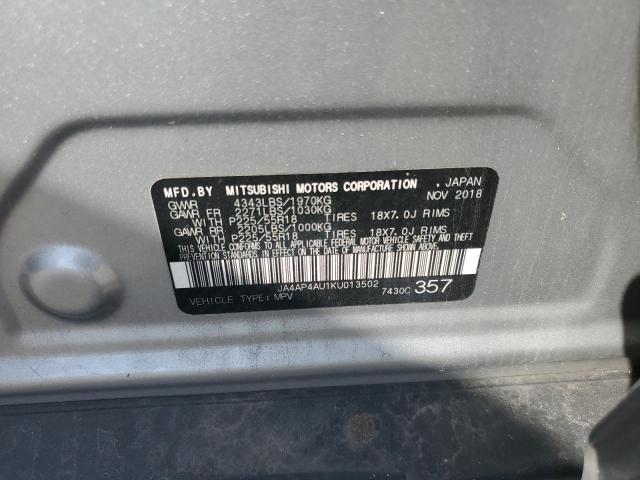 MFD.BY MITSUBISHI MOTORS CORPORATION , JAPAN
NOV 2018
GVWR 4343LBS/1970KG
GAWR FR 2271LBS/1030KG
WITH P225/55R18 TIRES 18X7.0J RIMS
GAWR RR 2205LBS/1000KG
WITH P225/55R18 TIRES 18X7.0J RIMS
THIS VEHICLE CONFORMS TO ALL APPLICABLE FEDERAL MOTOR VEHICLE SAFETY AND THEFT
PREVENTION STANDARDS IN EFFECT ON THE DATE OF MANUFACTURE SHOWN ABOVE.
JA4AP4AU1KU013502
VEHICLE TYPE: MPV 7430C 357